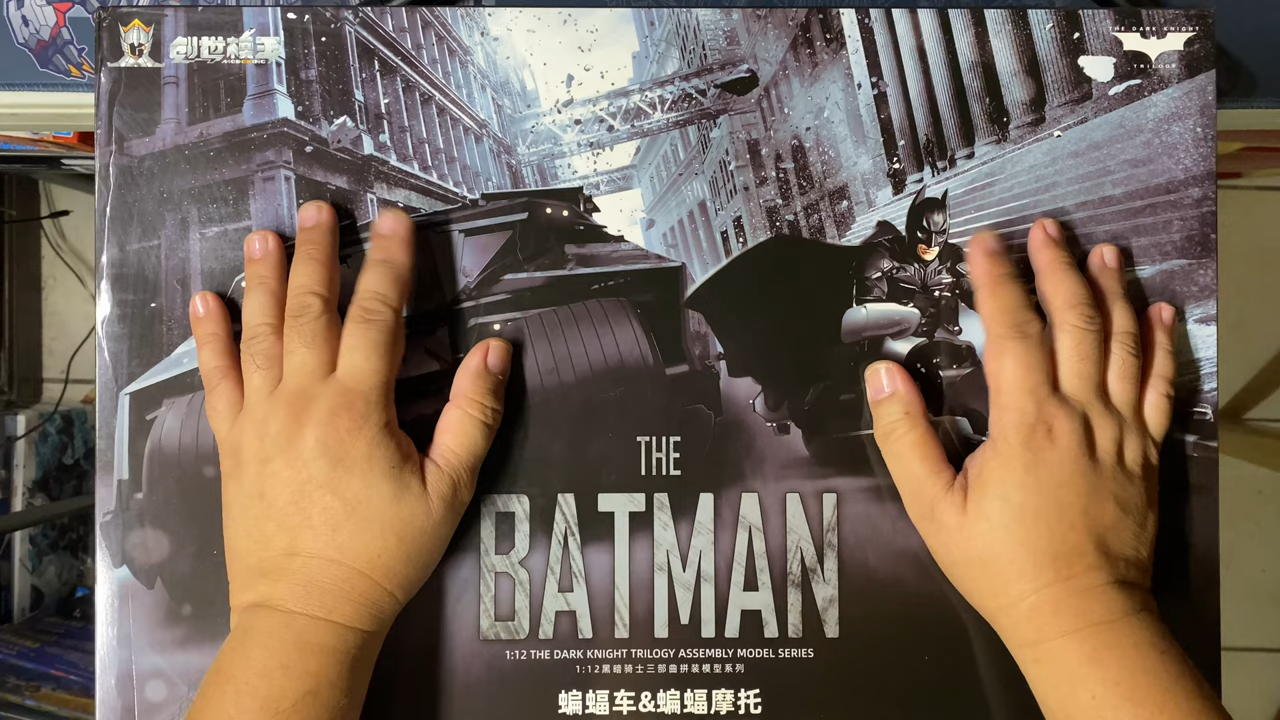 创世模王
MODERKING
THE DARK KNIGHT
TRILOGY
THE
BATMAN
1:12 THE DARK KNIGHT TRILOGY ASSEMBLY MODEL SERIES
1:12黑暗骑士三部曲拼装模型系列
蝙蝠车&蝙蝠摩托